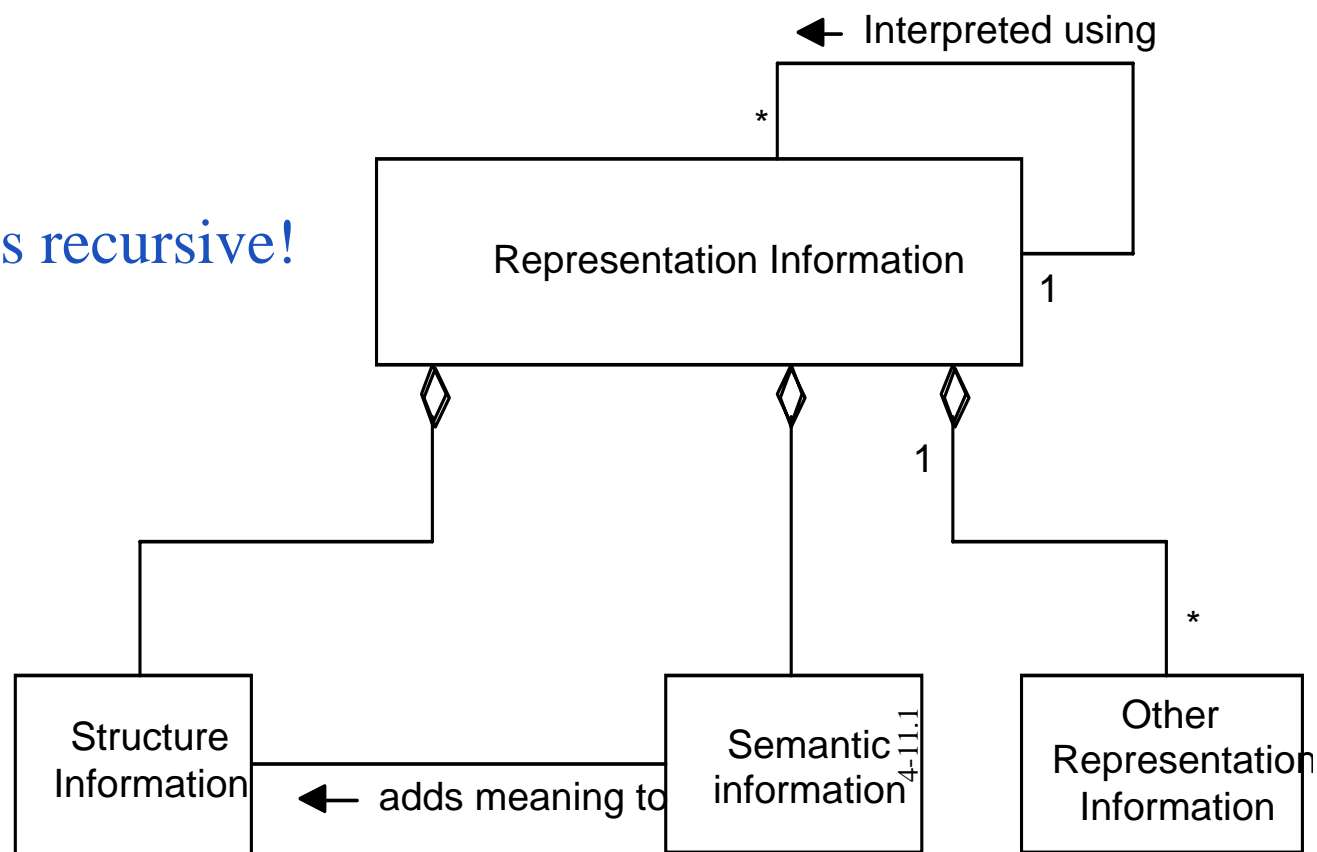 Interpreted using
*
s recursive!
Representation Information
1
1
*
Structure
Information
adds meaning to
Semantic
information
4-11.1
Other
Representation
Information